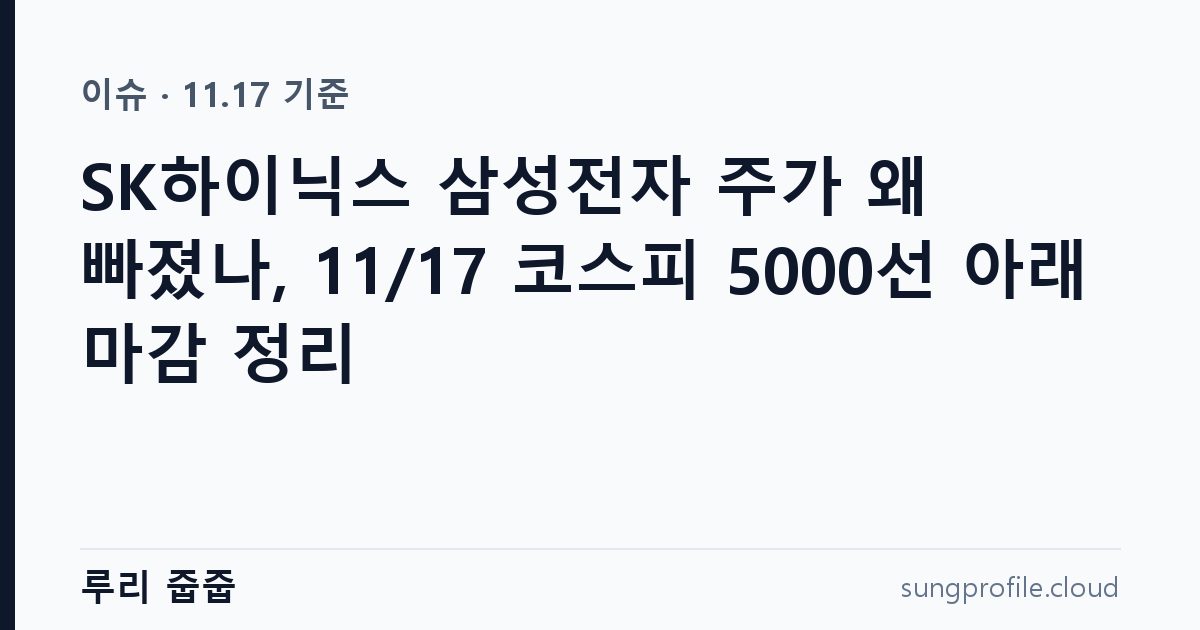 이슈 · 11.17 기준
SK하이닉스 삼성전자 주가 왜
빠졌나, 11/17 코스피 5000선 아래
마감 정리
루리 줍줍
sungprofile.cloud